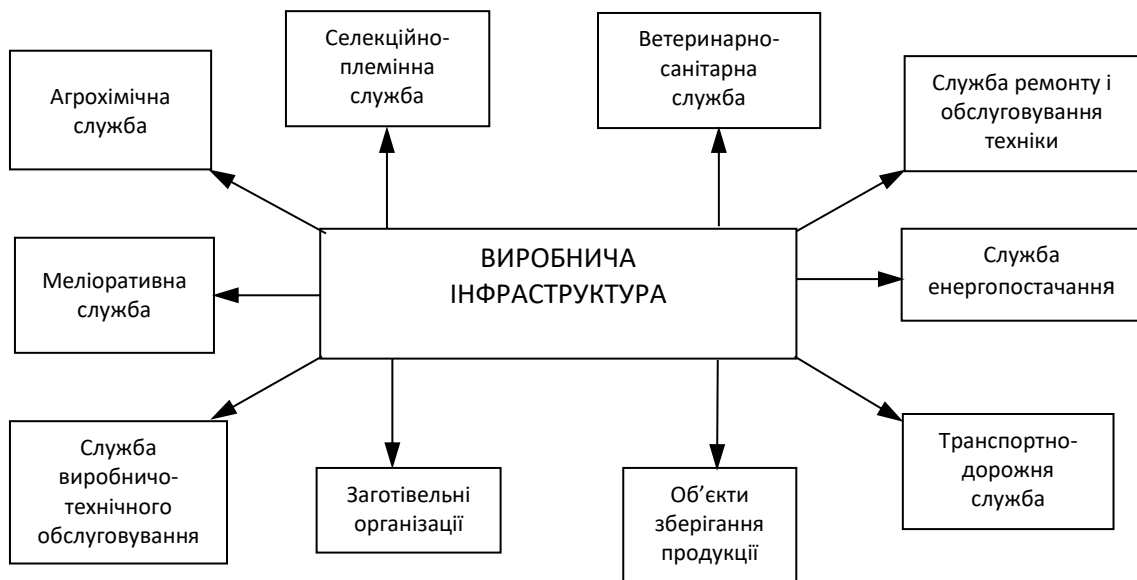 Агрохімічна
служба
Селекційно-
племінна
служба
Ветеринарно-
санітарна
служба
Служба ремонту і
обслуговування
техніки
Меліоративна
служба
ВИРОБНИЧА
ІНФРАСТРУКТУРА
Служба
енергопостачання
Служба
виробничо-
технічного
обслуговування
Заготівельні
організації
Об’єкти
зберігання
продукції
Транспортно-
дорожня
служба